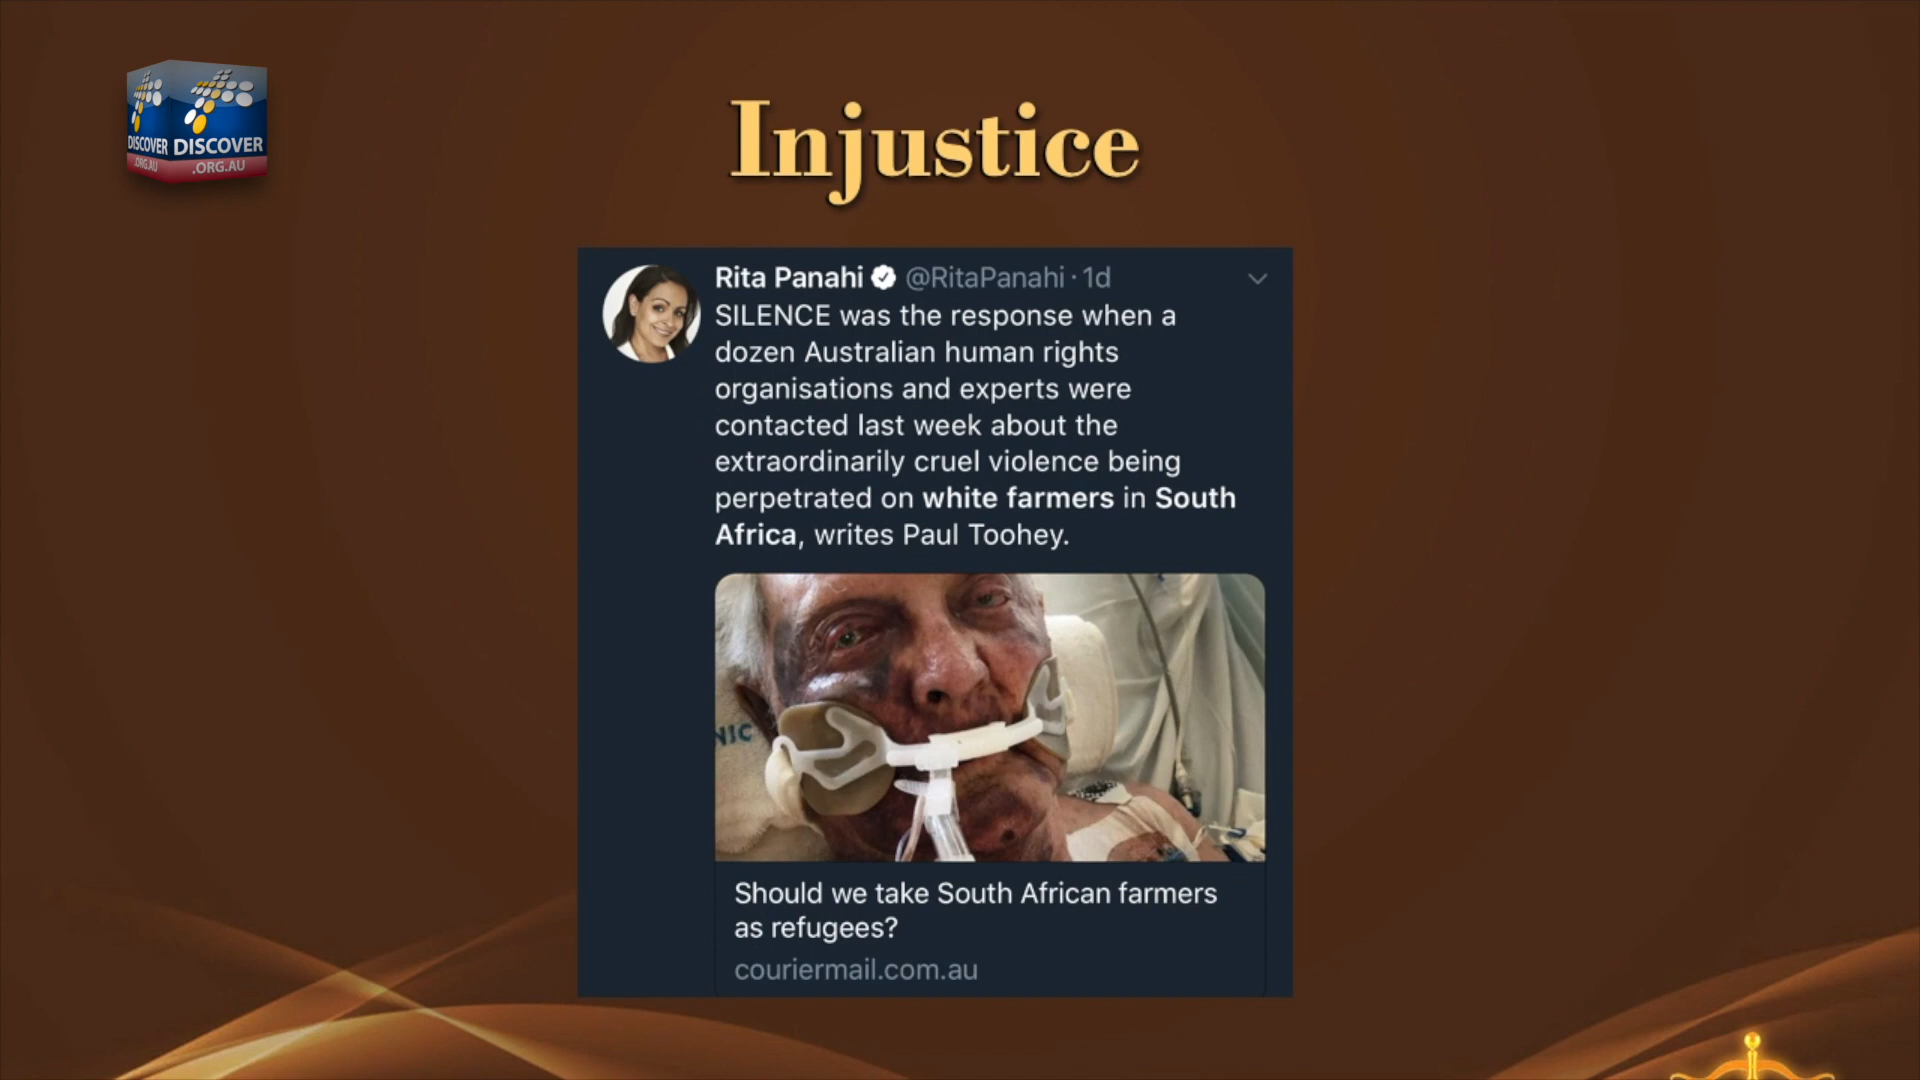 DISCOVER DISCOVER
.ORG.AU .ORG.AU
Injustice
Rita Panahi @RitaPanahi · 1d
SILENCE was the response when a
dozen Australian human rights
organisations and experts were
contacted last week about the
extraordinarily cruel violence being
perpetrated on white farmers in South
Africa, writes Paul Toohey.
NIC
Should we take South African farmers
as refugees?
couriermail.com.au